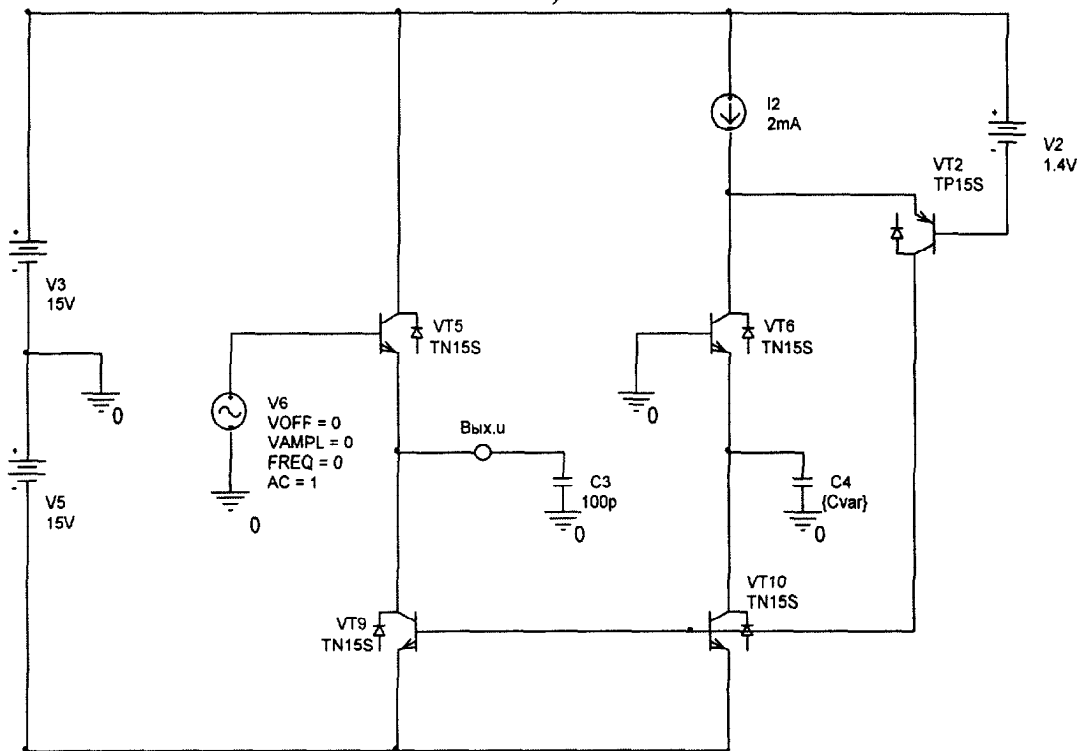 I2
2mA
V2
1.4V
VT2
TP15S
+
-
+
-
V3
15V
VT5
TN15S
VT6
TN15S
0
0
V6
VOFF = 0
VAMPL = 0
FREQ = 0
AC = 1
Вых.u
C3
100p
C4
{Cvar}
+
-
V5
15V
0
0
0
VT10
TN15S
VT9
TN15S